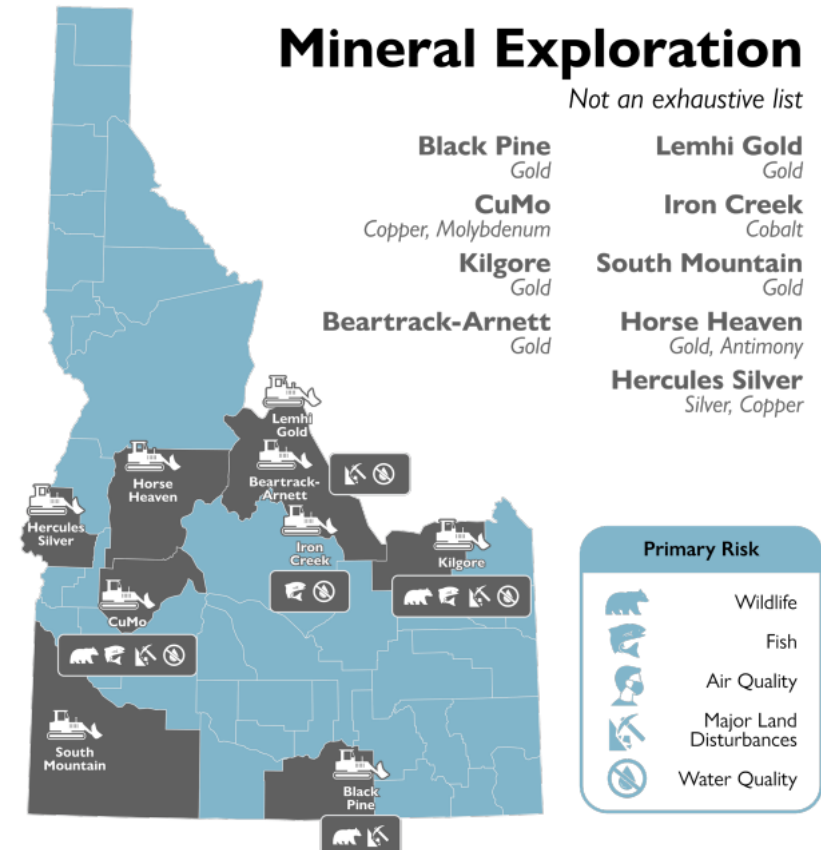 Mineral Exploration
Not an exhaustive list
Black Pine
Gold
CuMo
Copper, Molybdenum
Kilgore
Gold
Beartrack-Arnett
Gold
Lemhi Gold
Gold
Iron Creek
Cobalt
South Mountain
Gold
Horse Heaven
Gold, Antimony
Hercules Silver
Silver, Copper
Lemhi
Gold
Horse
Heaven
Beartrack-
Arnett
Hercules
Silver
Iron
Creek
Kilgore
CuMo
South
Mountain
Black
Pine
Primary Risk
Wildlife
Fish
Air Quality
Major Land
Disturbances
Water Quality